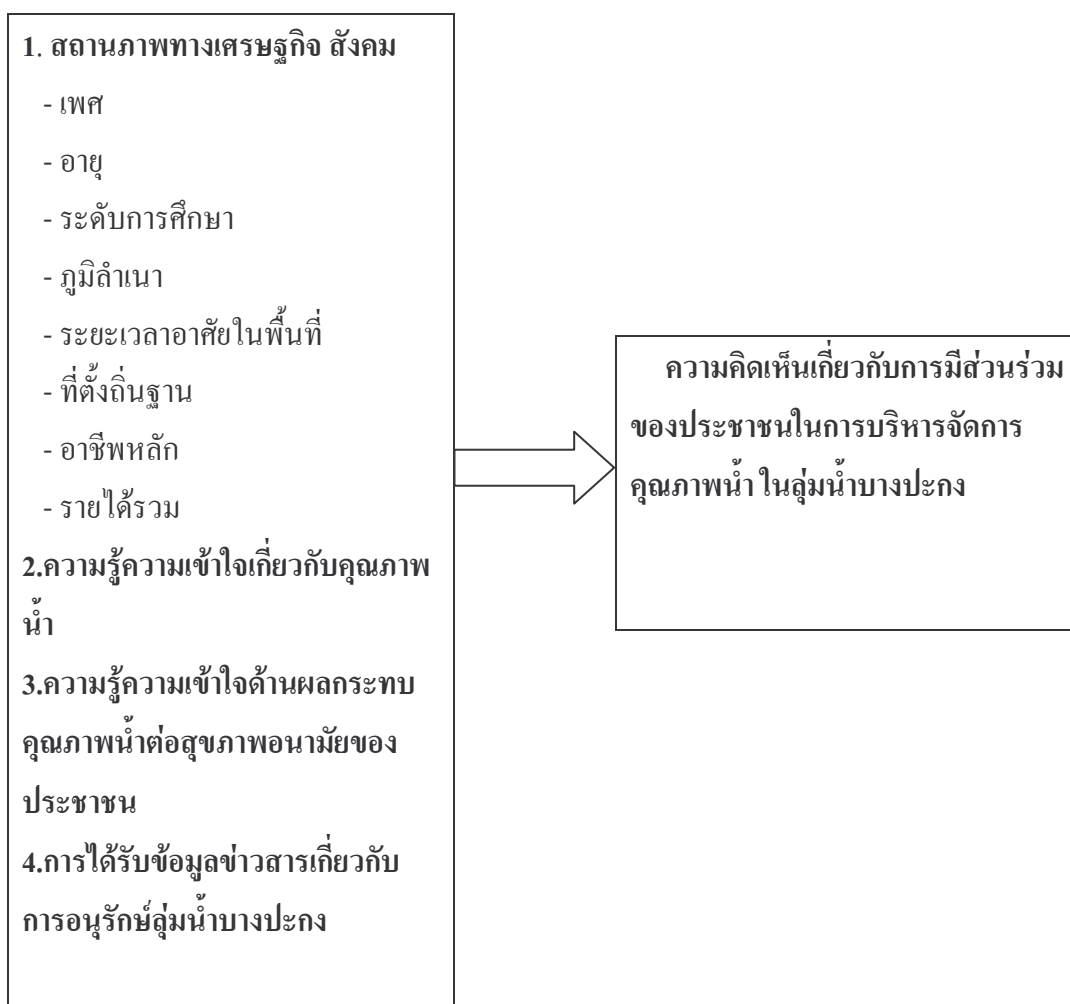 1. สถานภาพทางเศรษฐกิจ สังคม
- เพศ
- อายุ
- ระดับการศึกษา
- ภูมิลำเนา
- ระยะเวลาอาศัยในพื้นที่
- ที่ตั้งถิ่นฐาน
- อาชีพหลัก
- รายได้รวม
2.ความรู้ความเข้าใจเกี่ยวกับคุณภาพ
น้ำ
3.ความรู้ความเข้าใจด้านผลกระทบ
คุณภาพน้ำต่อสุขภาพอนามัยของ
ประชาชน
4.การได้รับข้อมูลข่าวสารเกี่ยวกับ
การอนุรักษ์ลุ่มน้ำบางปะกง
ความคิดเห็นเกี่ยวกับการมีส่วนร่วม
ของประชาชนในการบริหารจัดการ
คุณภาพน้ำ ในลุ่มน้ำบางปะกง